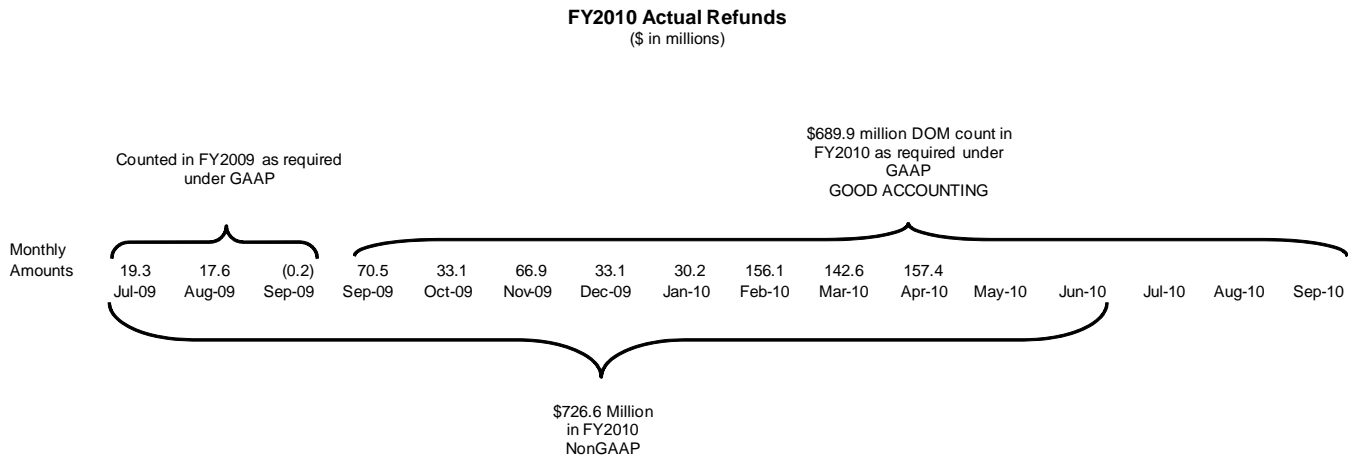 FY2010 Actual Refunds
($ in millions)
Counted in FY2009 as required
under GAAP
$689.9 million DOM count in
FY2010 as required under
GAAP
GOOD ACCOUNTING
Monthly
Amounts 19.3 17.6 (0.2) 70.5 33.1 66.9 33.1 30.2 156.1 142.6 157.4
Jul-09 Aug-09 Sep-09 Sep-09 Oct-09 Nov-09 Dec-09 Jan-10 Feb-10 Mar-10 Apr-10 May-10 Jun-10 Jul-10 Aug-10 Sep-10
$726.6 Million
in FY2010
NonGAAP